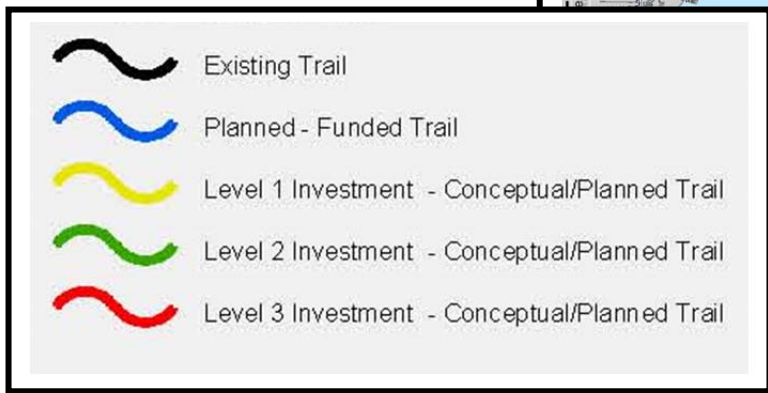 Existing Trail
Planned - Funded Trail
Level 1 Investment - Conceptual/Planned Trail
Level 2 Investment - Conceptual/Planned Trail
Level 3 Investment - Conceptual/Planned Trail